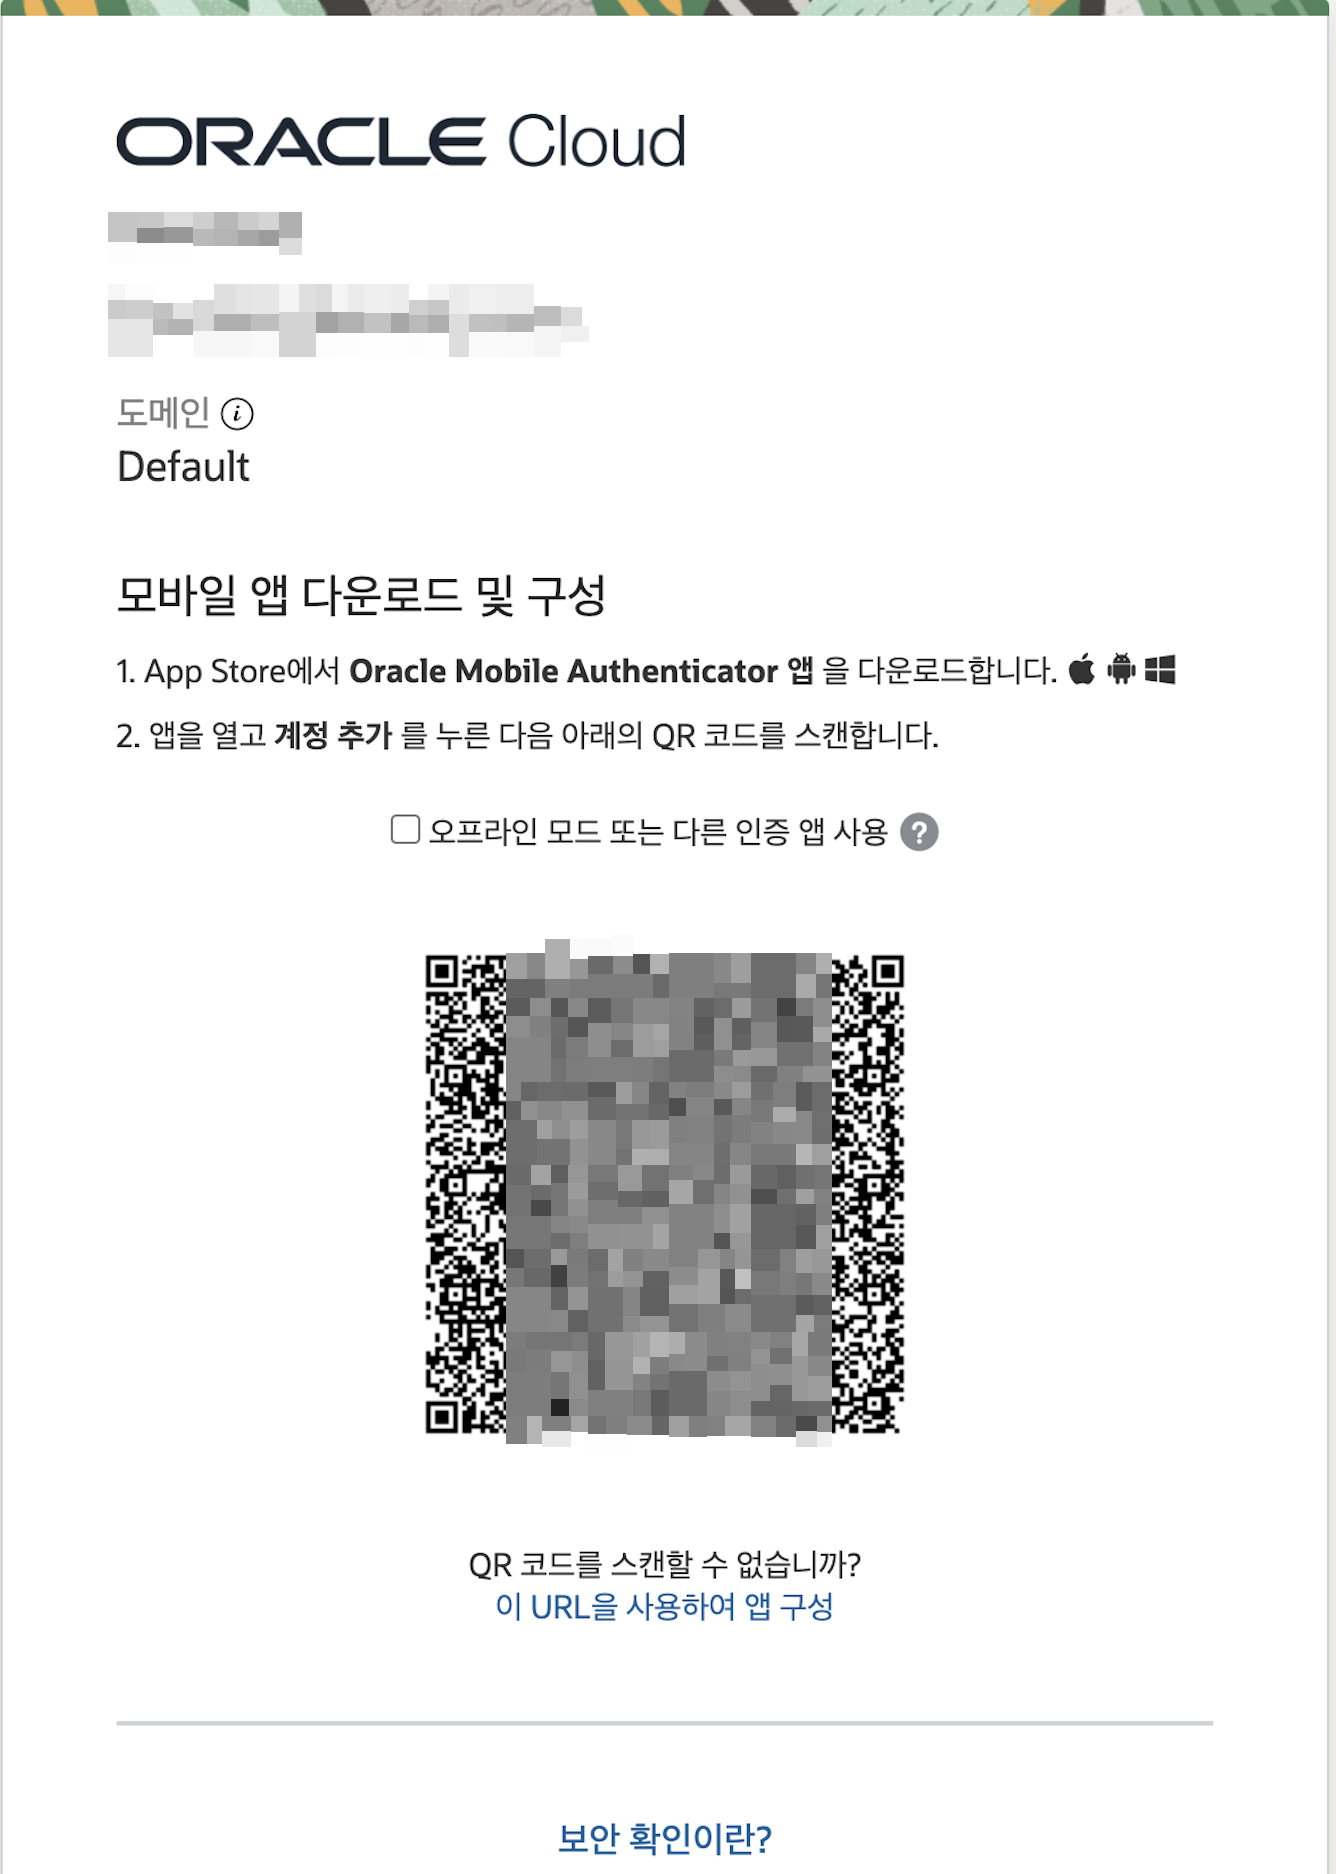 ORACLE Cloud
도메인
Default
모바일 앱 다운로드 및 구성
1. App Store에서 Oracle Mobile Authenticator 앱 을 다운로드합니다.
2. 앱을 열고 계정 추가 를 누른 다음 아래의 QR 코드를 스캔합니다.
오프라인 모드 또는 다른 인증 앱 사용
QR 코드를 스캔할 수 없습니까?
이 URL을 사용하여 앱 구성
보안 확인이란?